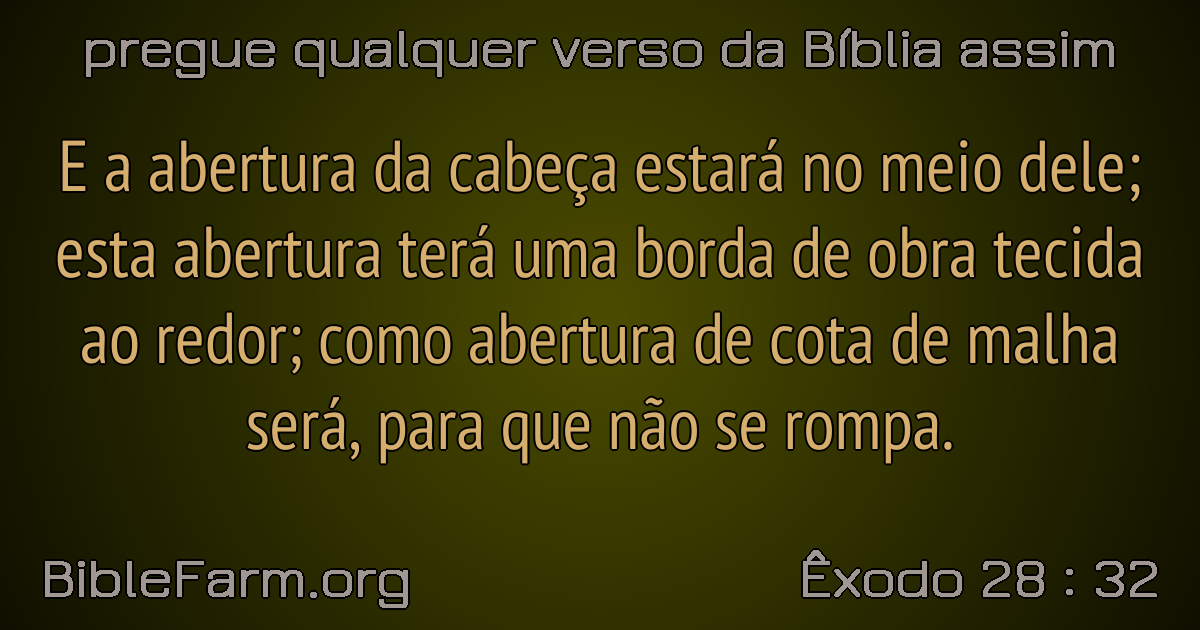 pregue qualquer verso da Bíblia assim
E a abertura da cabeça estará no meio dele;
esta abertura terá uma borda de obra tecida
ao redor; como abertura de cota de malha
será, para que não se rompa.
BibleFarm.org
Êxodo 28 : 32